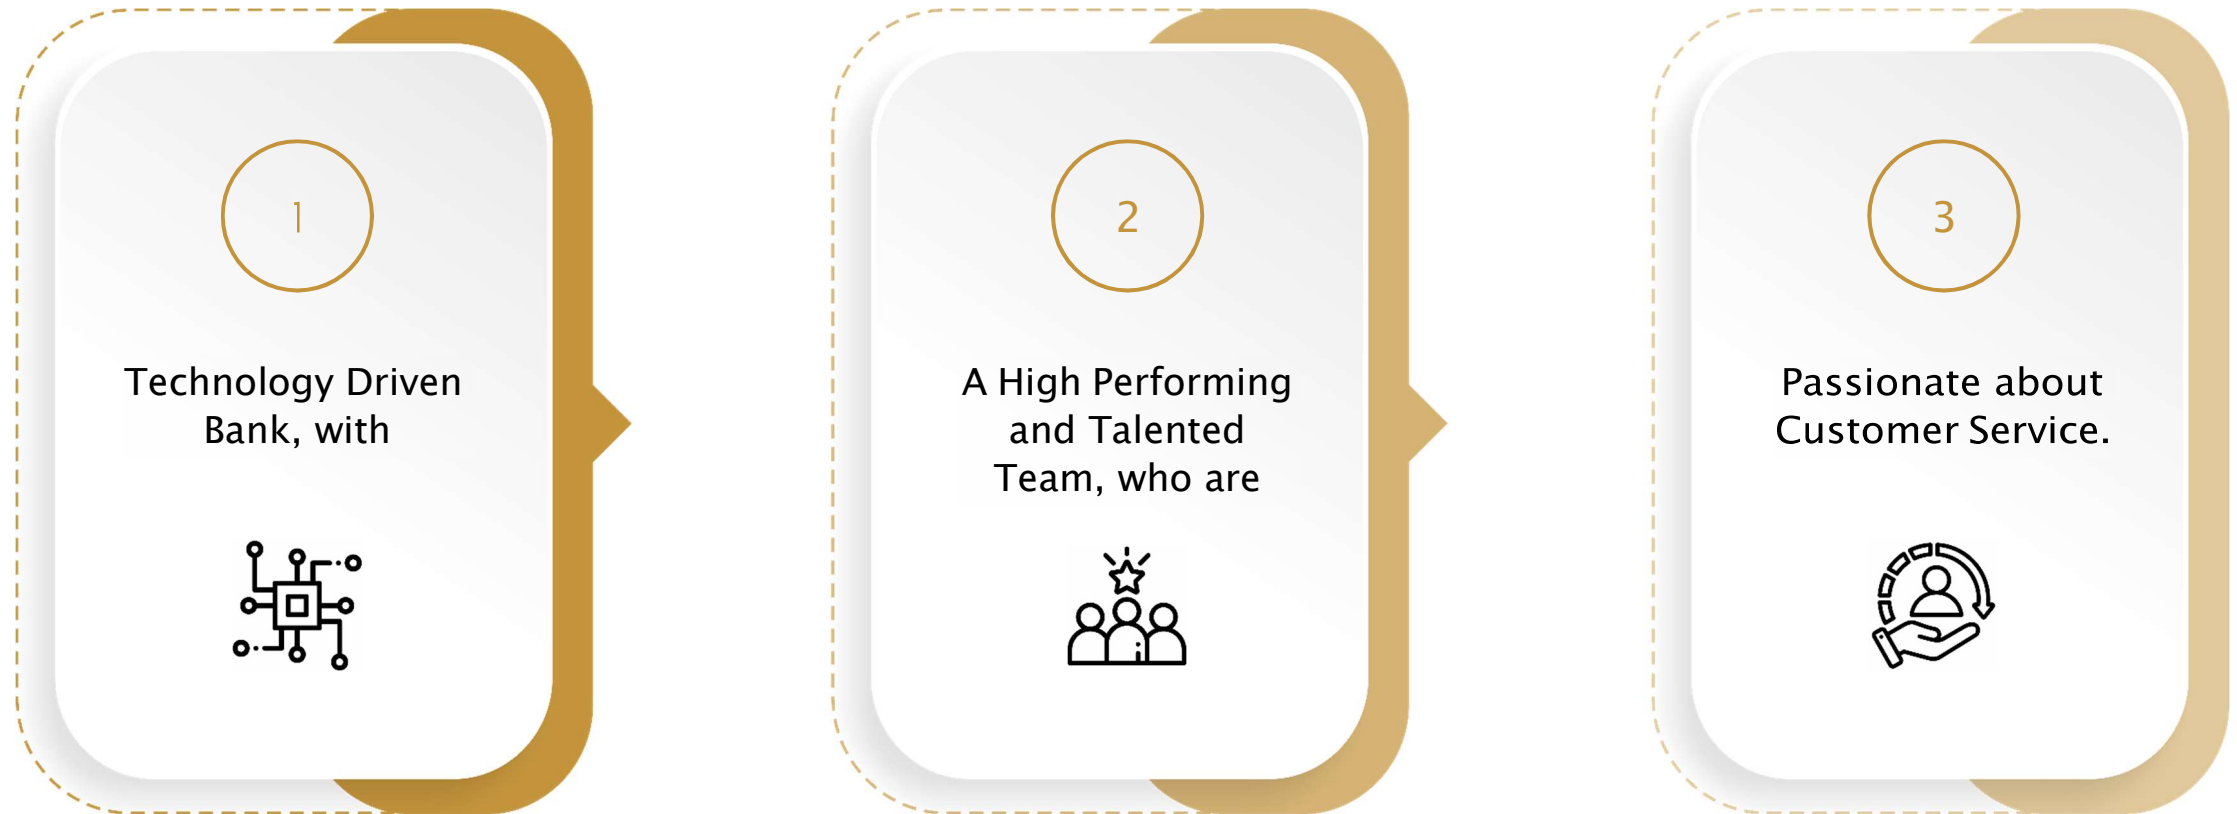 1
Technology Driven
Bank, with
2
A High Performing
and Talented
Team, who are
3
Passionate about
Customer Service.